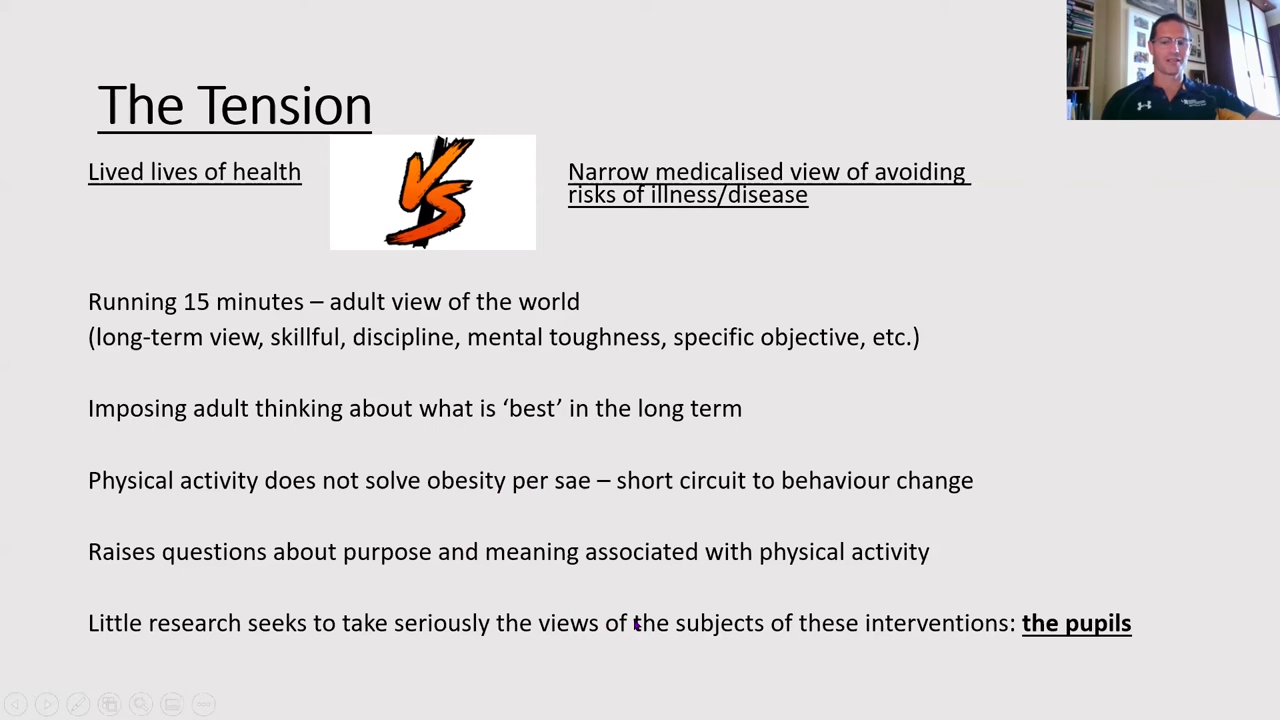 The Tension
Lived lives of health
VS
Narrow medicalised view of avoiding
risks of illness/disease
Running 15 minutes – adult view of the world
(long-term view, skillful, discipline, mental toughness, specific objective, etc.)
Imposing adult thinking about what is ‘best’ in the long term
Physical activity does not solve obesity per sae – short circuit to behaviour change
Raises questions about purpose and meaning associated with physical activity
Little research seeks to take seriously the views of the subjects of these interventions: the pupils